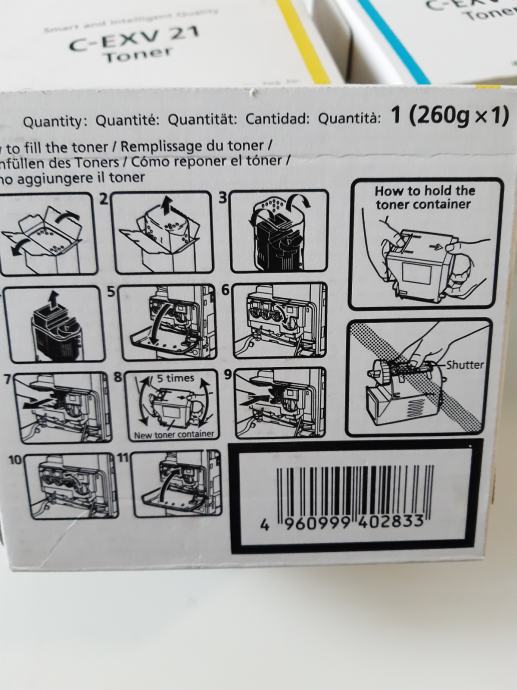 Smart and Intelligent Quality
C-EXV 21
Toner
C-EXV
Toner
Quantity: Quantité: Quantität: Cantidad: Quantità: 1 (260g×1)
to fill the toner / Remplissage du toner /
nfüllen des Toners / Cómo reponer el tóner /
aggiungere il toner
2
3
How to hold the
toner container
5
6
7
8
5 times
New toner container
9
Shutter
10
11
4 960999 402833